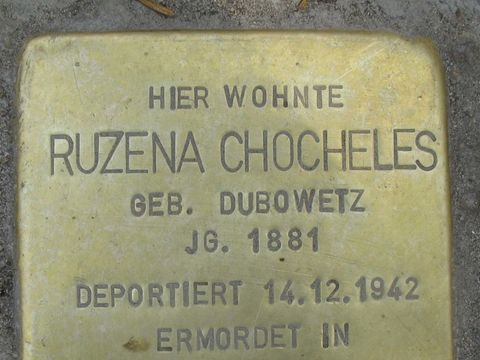 HIER WOHNTE
RUZENA CHOCHELES
GEB. DUBOWETZ
JG. 1881
DEPORTIERT 14.12.1942
ERMORDET IN